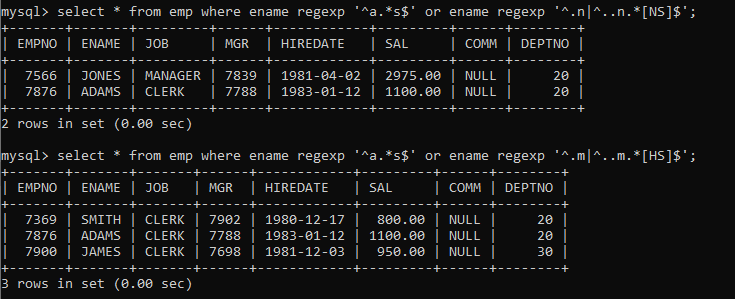 mysql> select * from emp where ename regexp '^a.*s$' or ename regexp '^.n|^..n.*[NS]$';
+-------+-------+---------+------+------------+---------+------+--------+
| EMPNO | ENAME | JOB     | MGR  | HIREDATE   | SAL     | COMM | DEPTNO |
+-------+-------+---------+------+------------+---------+------+--------+
|  7566 | JONES | MANAGER | 7839 | 1981-04-02 | 2975.00 | NULL |     20 |
|  7876 | ADAMS | CLERK   | 7788 | 1983-01-12 | 1100.00 | NULL |     20 |
+-------+-------+---------+------+------------+---------+------+--------+
2 rows in set (0.00 sec)
mysql> select * from emp where ename regexp '^a.*s$' or ename regexp '^.m|^..m.*[HS]$';
+-------+-------+-------+------+------------+---------+------+--------+
| EMPNO | ENAME | JOB   | MGR  | HIREDATE   | SAL     | COMM | DEPTNO |
+-------+-------+-------+------+------------+---------+------+--------+
|  7369 | SMITH | CLERK | 7902 | 1980-12-17 |  800.00 | NULL |     20 |
|  7876 | ADAMS | CLERK | 7788 | 1983-01-12 | 1100.00 | NULL |     20 |
|  7900 | JAMES | CLERK | 7698 | 1981-12-03 |  950.00 | NULL |     30 |
+-------+-------+-------+------+------------+---------+------+--------+
3 rows in set (0.00 sec)